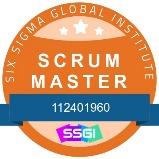 SIX SIGMA GLOBAL INSTITUTE
SCRUM
MASTER
112401960
SSGI